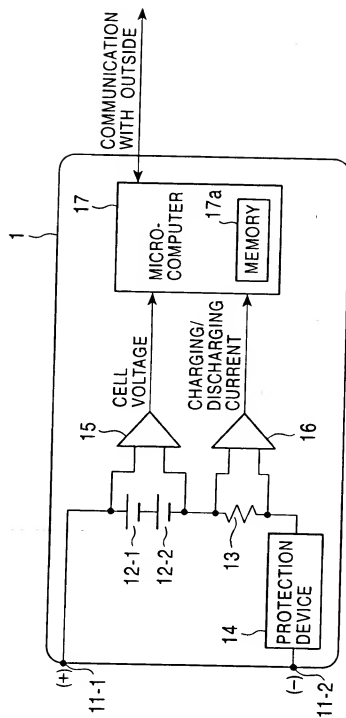 1
COMMUNICATION
WITH OUTSIDE
17
MICRO-
COMPUTER
17a
MEMORY
CELL
VOLTAGE
CHARGING/
DISCHARGING
CURRENT
15
16
12-1
12-2
13
14
PROTECTION
DEVICE
(+)
11-1
(−)
11-2